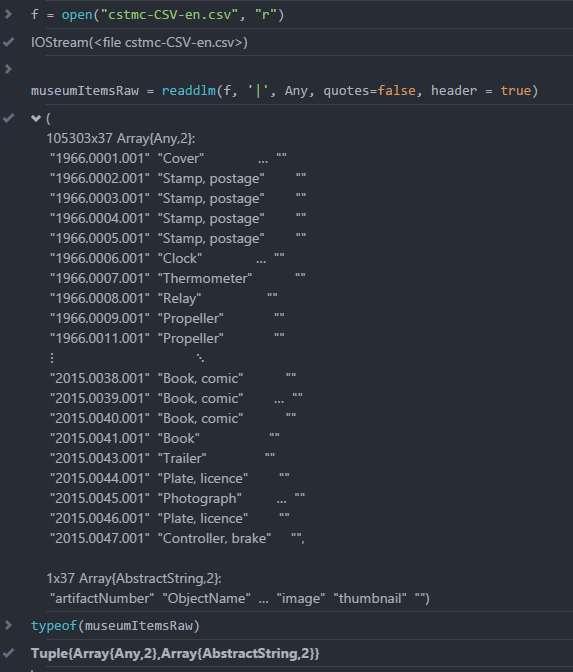 f = open("cstmc-CSV-en.csv", "r")
IOStream(<file cstmc-CSV-en.csv>)
museumItemsRaw = readdlm(f, '|', Any, quotes=false, header = true)
(
105303x37 Array{Any,2}:
"1966.0001.001" "Cover" … ""
"1966.0002.001" "Stamp, postage" ""
"1966.0003.001" "Stamp, postage" ""
"1966.0004.001" "Stamp, postage" ""
"1966.0005.001" "Stamp, postage" ""
"1966.0006.001" "Clock" … ""
"1966.0007.001" "Thermometer" ""
"1966.0008.001" "Relay" ""
"1966.0009.001" "Propeller" ""
"1966.0011.001" "Propeller" ""
⋮ ⋱
"2015.0038.001" "Book, comic" ""
"2015.0039.001" "Book, comic" … ""
"2015.0040.001" "Book, comic" ""
"2015.0041.001" "Book" ""
"2015.0043.001" "Trailer" ""
"2015.0044.001" "Plate, licence" ""
"2015.0045.001" "Photograph" … ""
"2015.0046.001" "Plate, licence" ""
"2015.0047.001" "Controller, brake" "",
1x37 Array{AbstractString,2}:
"artifactNumber" "ObjectName" … "image" "thumbnail" "")
typeof(museumItemsRaw)
Tuple{Array{Any,2},Array{AbstractString,2}}